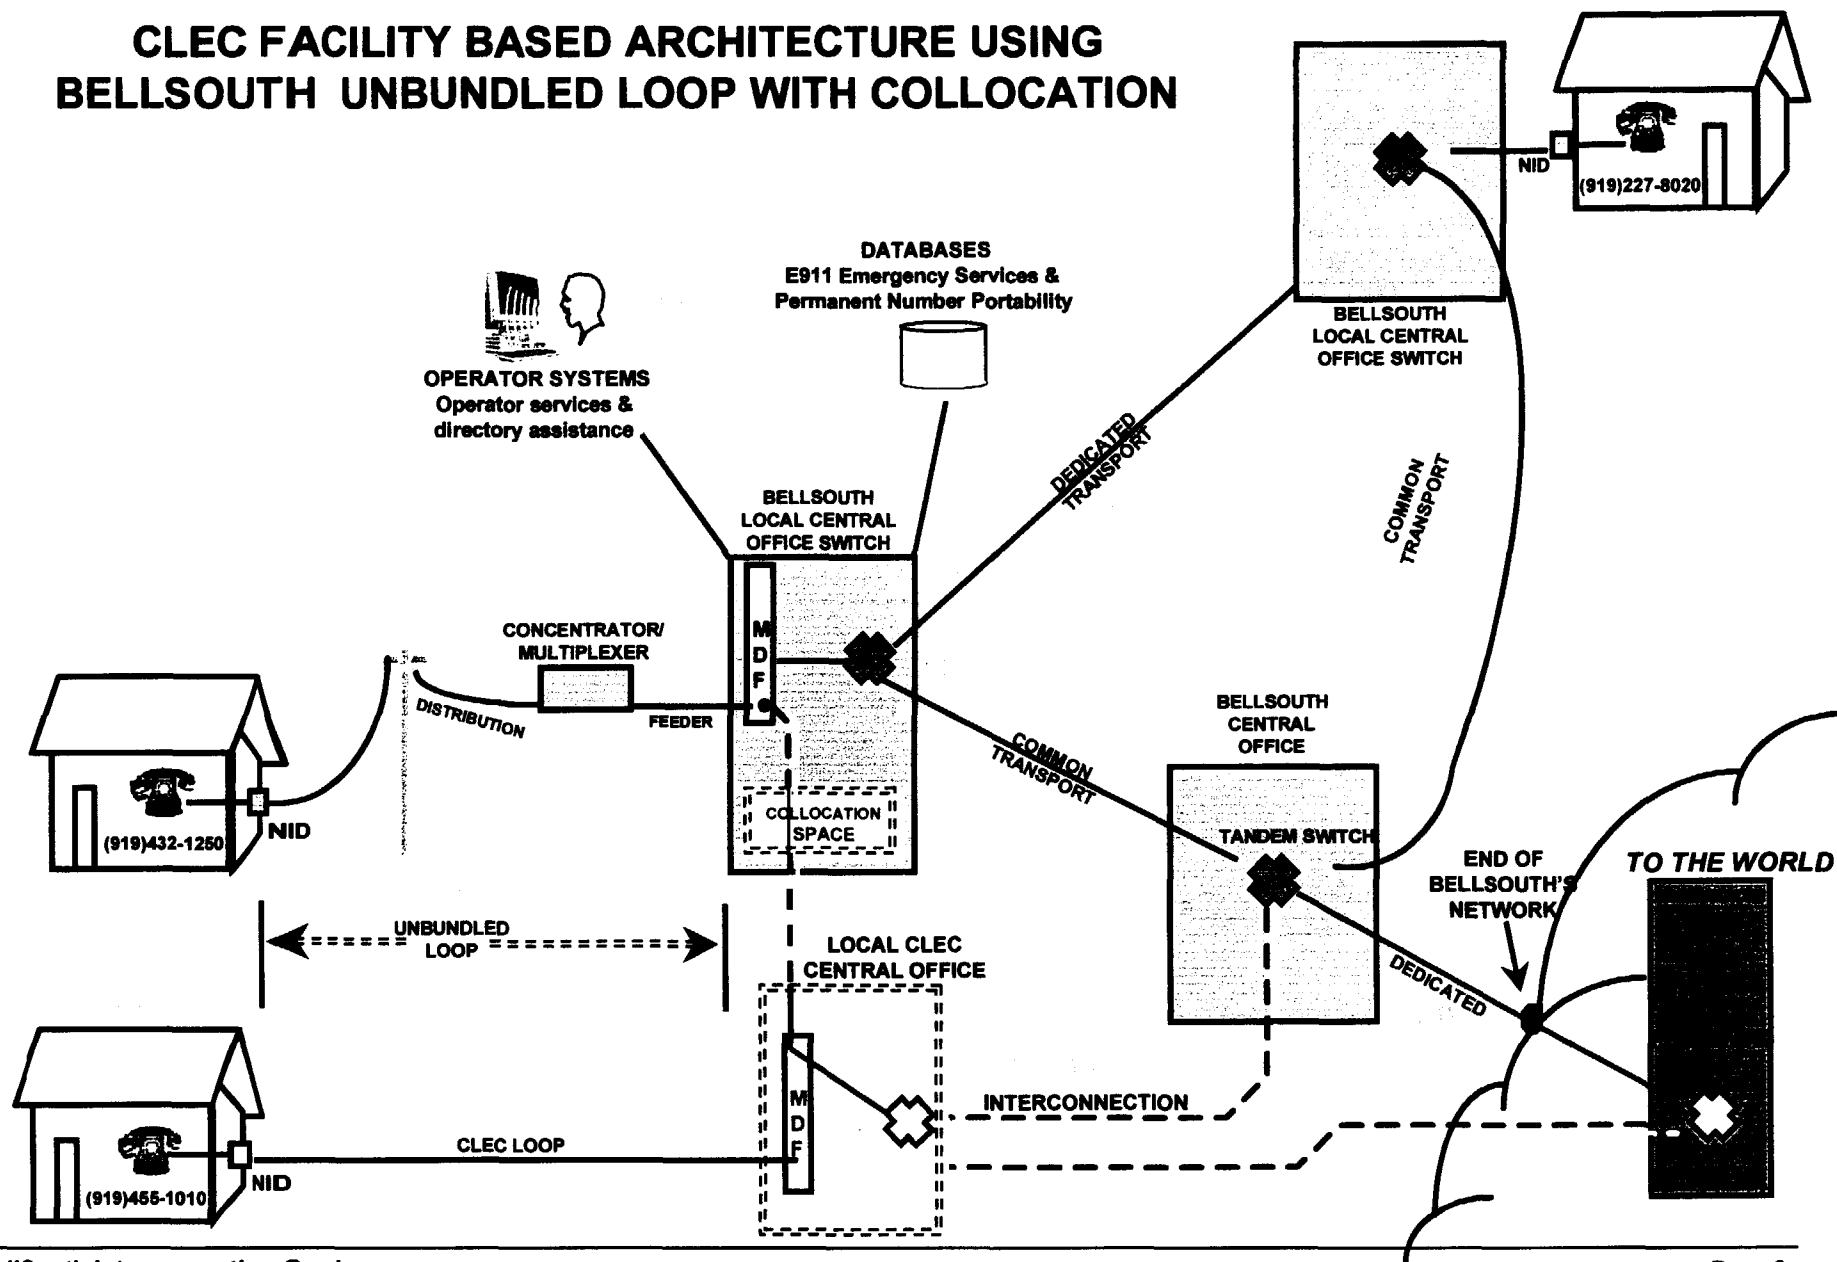 CLEC FACILITY BASED ARCHITECTURE USING
BELLSOUTH UNBUNDLED LOOP WITH COLLOCATION
NID
(919)227-8020
BELLSOUTH
LOCAL CENTRAL
OFFICE SWITCH
DATABASES
E911 Emergency Services &
Permanent Number Portability
OPERATOR SYSTEMS
Operator services &
directory assistance
DEDICATED
TRANSPORT
COMMON
TRANSPORT
BELLSOUTH
LOCAL CENTRAL
OFFICE SWITCH
MDF
CONCENTRATOR/
MULTIPLEXER
DISTRIBUTION
FEEDER
COMMON
TRANSPORT
BELLSOUTH
CENTRAL
OFFICE
COLLOCATION
SPACE
(919)432-1250
NID
TANDEM SWITCH
END OF
BELLSOUTH'S
NETWORK
TO THE WORLD
UNBUNDLED
LOOP
LOCAL CLEC
CENTRAL OFFICE
DEDICATED
MDF
INTERCONNECTION
CLEC LOOP
(919)455-1010
NID